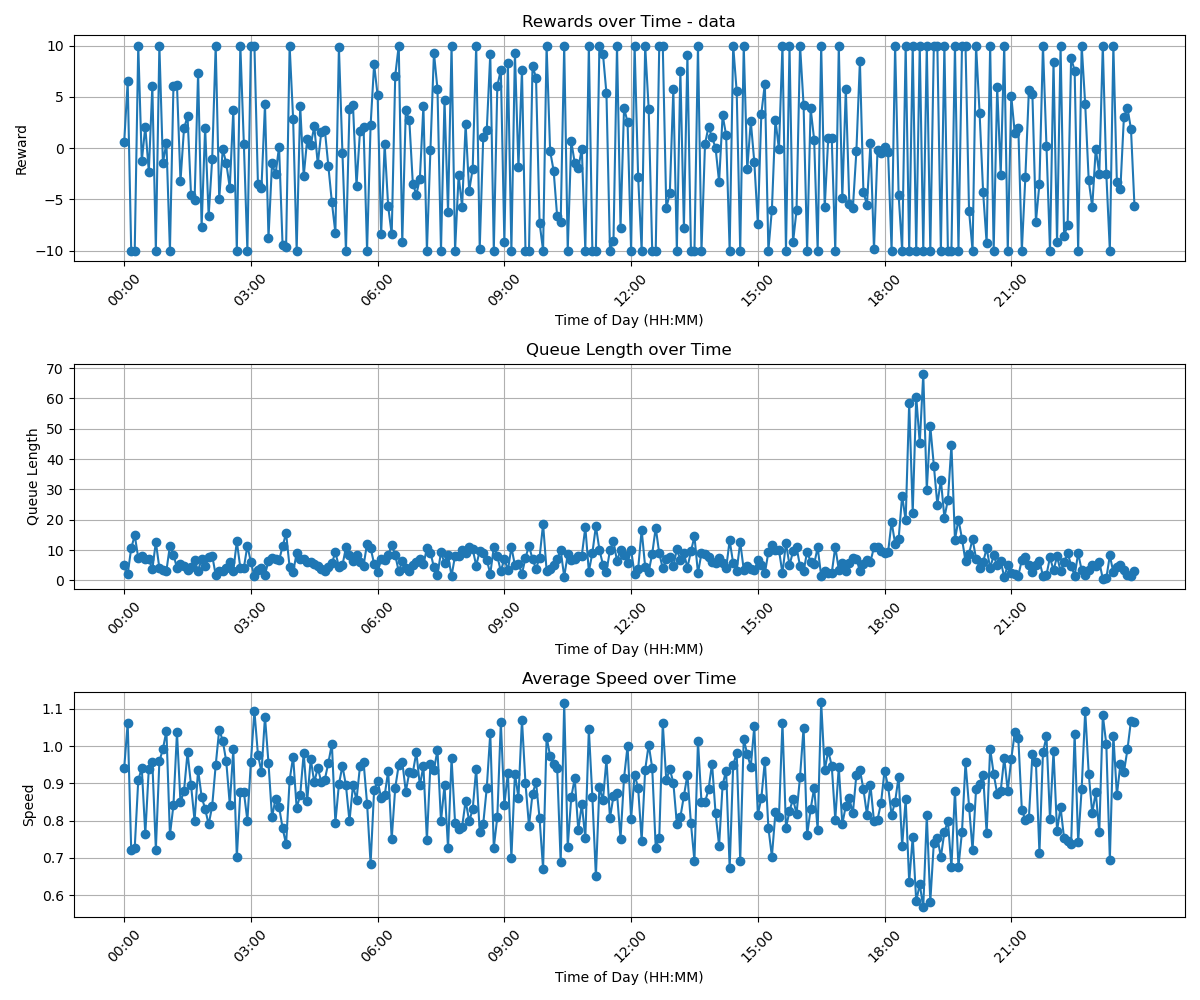 Rewards over Time - data
Reward
10
5
0
−5
−10
00:00 03:00 06:00 09:00 12:00 15:00 18:00 21:00
Time of Day (HH:MM)
Queue Length over Time
Queue Length
70
60
50
40
30
20
10
0
00:00 03:00 06:00 09:00 12:00 15:00 18:00 21:00
Time of Day (HH:MM)
Average Speed over Time
Speed
1.1
1.0
0.9
0.8
0.7
0.6
00:00 03:00 06:00 09:00 12:00 15:00 18:00 21:00
Time of Day (HH:MM)